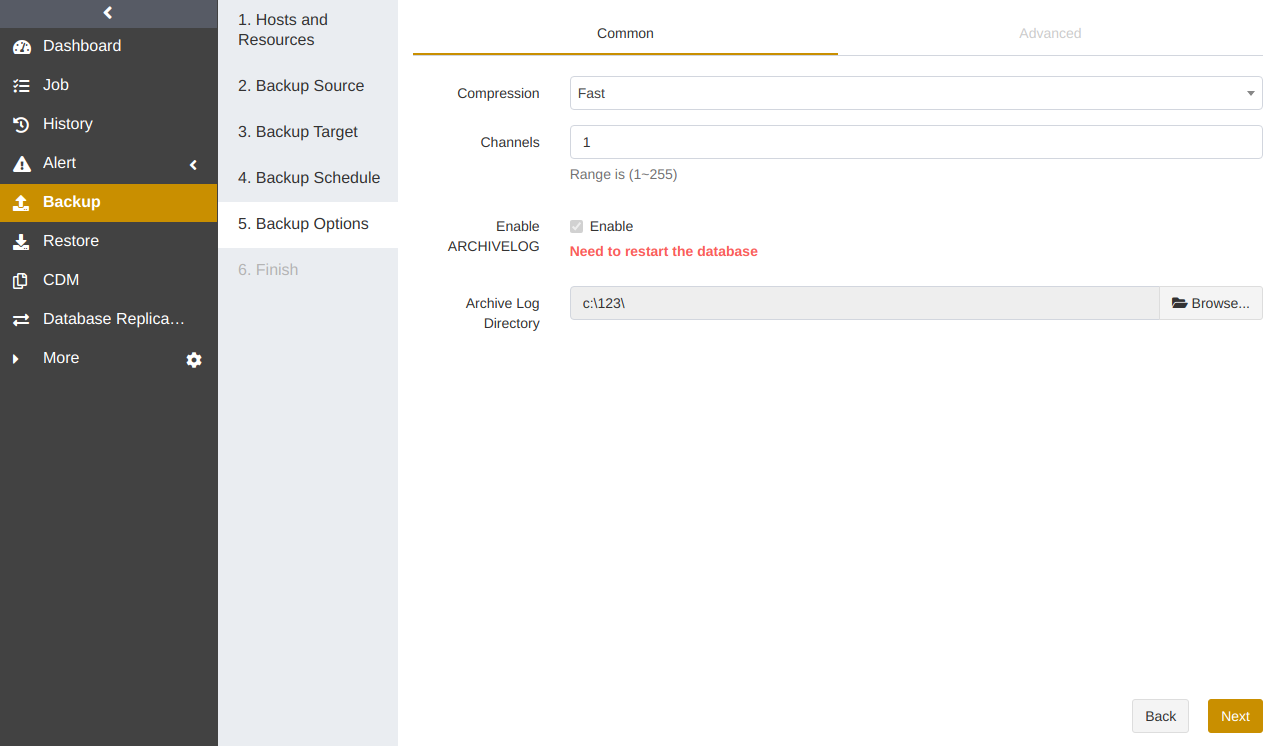 Dashboard
Job
History
Alert
Backup
Restore
CDM
Database Replica...
More
1. Hosts and
Resources
2. Backup Source
3. Backup Target
4. Backup Schedule
5. Backup Options
6. Finish
Common
Advanced
Compression
Fast
Channels
1
Range is (1~255)
Enable
ARCHIVELOG
Enable
Need to restart the database
Archive Log
Directory
c:\123\
Browse...
Back
Next